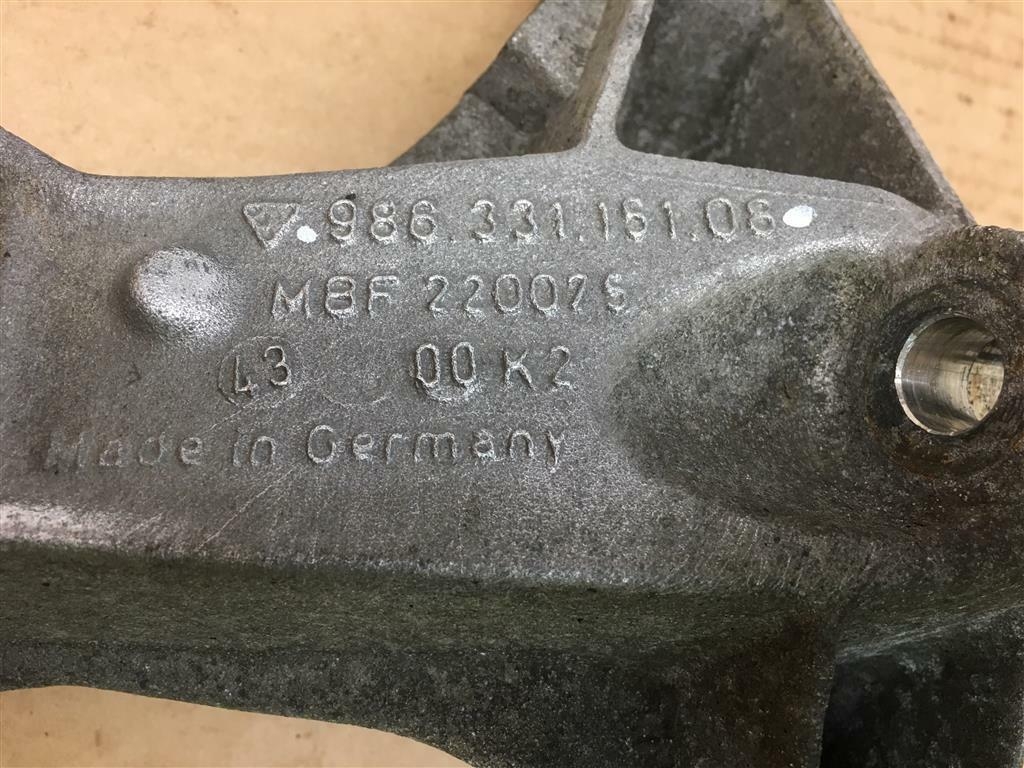 986.331.161.06
MBF 220075
43 00 K2
Made in Germany